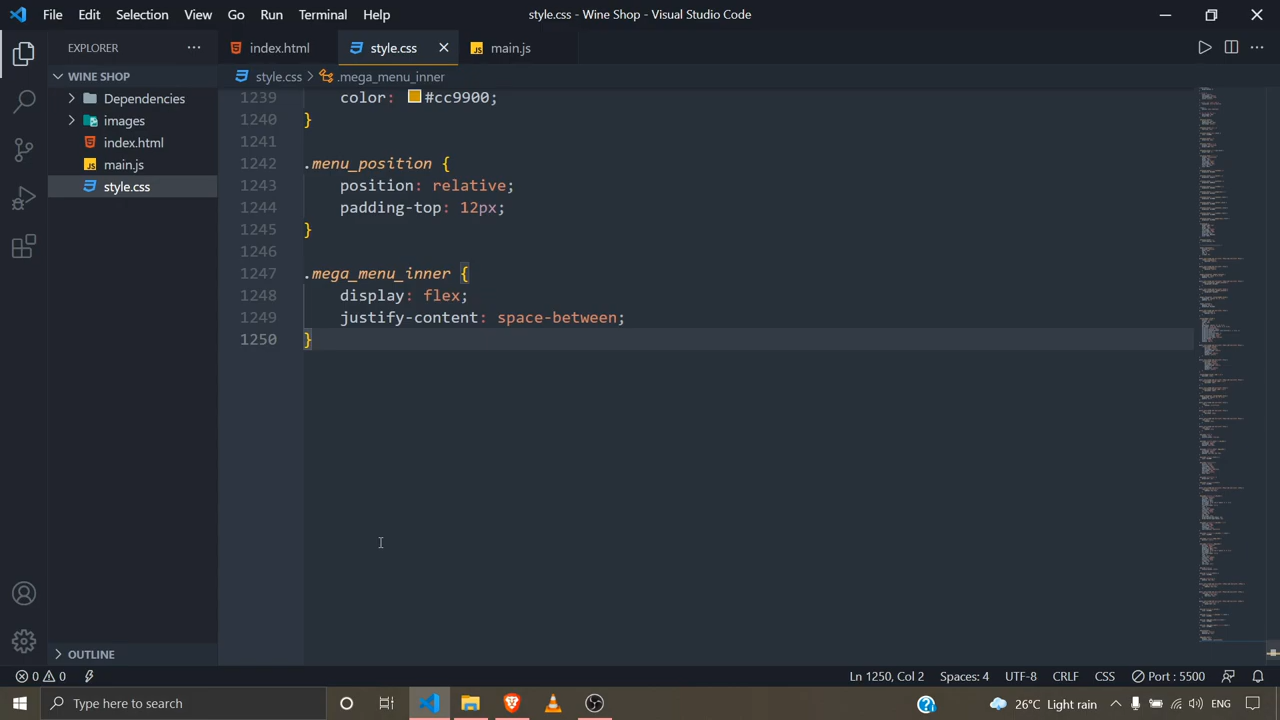 File Edit Selection View Go Run Terminal Help style.css - Wine Shop - Visual Studio Code
EXPLORER
index.html
style.css
main.js
WINE SHOP
style.css > .mega_menu_inner
Dependencies
images
index.html
main.js
style.css
1239 color: #cc9900;
1240 }
1241
1242 .menu_position {
1243 position: relative;
1244 padding-top: 12px;
1245 }
1246
1247 .mega_menu_inner {
1248 display: flex;
1249 justify-content: space-between;
1250 }
OUTLINE
0 0 Ln 1250, Col 2 Spaces: 4 UTF-8 CRLF CSS Port : 5500
Type here to search 26°C Light rain ENG